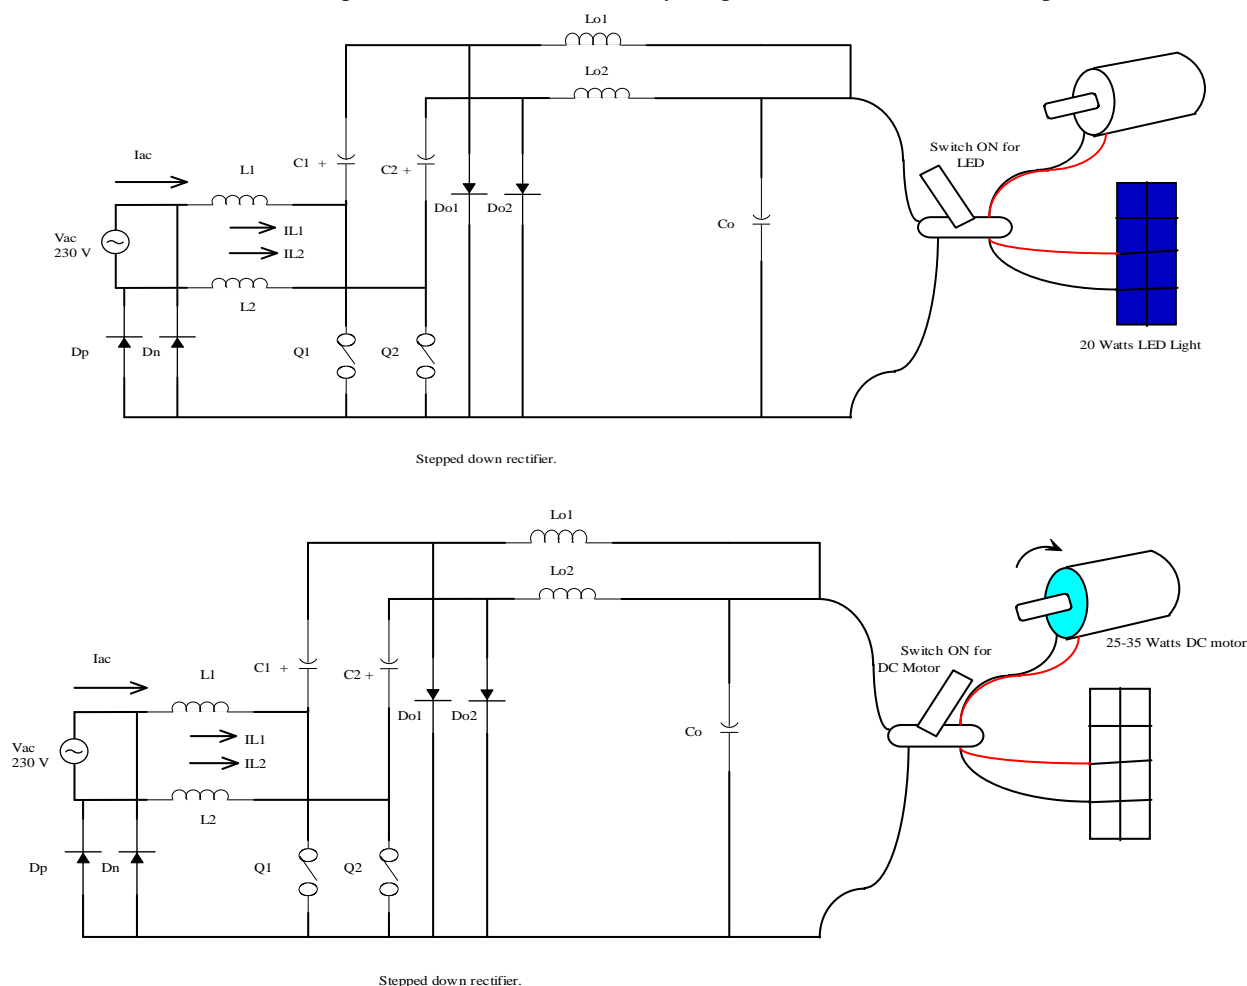 Lo1
Lo2
Iac
L1
C1 +
C2 +
Switch ON for
LED
Do1
Do2
Co
IL1
IL2
Vac
230 V
L2
Dp
Dn
Q1
Q2
20 Watts LED Light
Stepped down rectifier.
Lo1
Lo2
Iac
L1
C1 +
C2 +
Switch ON for
DC Motor
25-35 Watts DC motor
Do1
Do2
Co
IL1
IL2
Vac
230 V
L2
Dp
Dn
Q1
Q2
Stepped down rectifier.